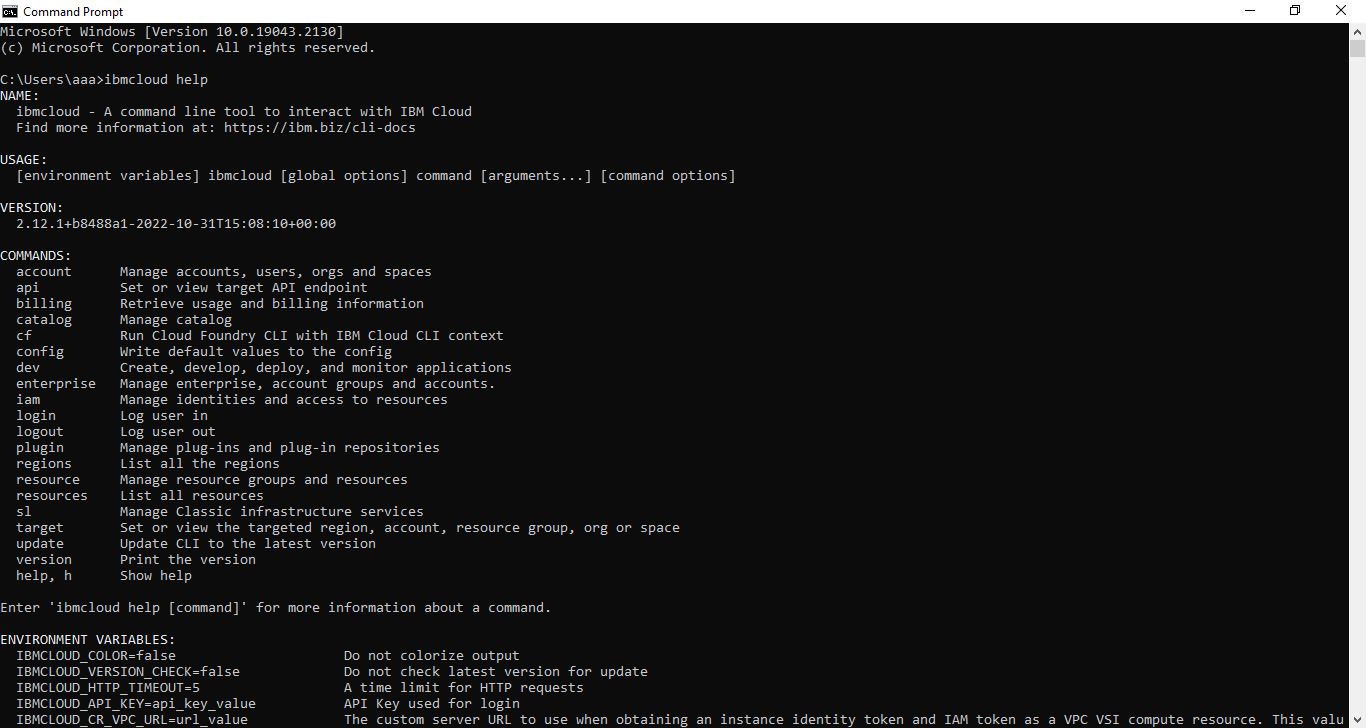 Command Prompt
Microsoft Windows [Version 10.0.19043.2130]
(c) Microsoft Corporation. All rights reserved.
C:\Users\aaa>ibmcloud help
NAME:
ibmcloud - A command line tool to interact with IBM Cloud
Find more information at: https://ibm.biz/cli-docs
USAGE:
[environment variables] ibmcloud [global options] command [arguments...] [command options]
VERSION:
2.12.1+b8488a1-2022-10-31T15:08:10+00:00
COMMANDS:
account Manage accounts, users, orgs and spaces
api Set or view target API endpoint
billing Retrieve usage and billing information
catalog Manage catalog
cf Run Cloud Foundry CLI with IBM Cloud CLI context
config Write default values to the config
dev Create, develop, deploy, and monitor applications
enterprise Manage enterprise, account groups and accounts.
iam Manage identities and access to resources
login Log user in
logout Log user out
plugin Manage plug-ins and plug-in repositories
regions List all the regions
resource Manage resource groups and resources
resources List all resources
sl Manage Classic infrastructure services
target Set or view the targeted region, account, resource group, org or space
update Update CLI to the latest version
version Print the version
help, h Show help
Enter 'ibmcloud help [command]' for more information about a command.
ENVIRONMENT VARIABLES:
IBMCLOUD_COLOR=false Do not colorize output
IBMCLOUD_VERSION_CHECK=false Do not check latest version for update
IBMCLOUD_HTTP_TIMEOUT=5 A time limit for HTTP requests
IBMCLOUD_API_KEY=api_key_value API Key used for login
IBMCLOUD_CR_VPC_URL=url_value The custom server URL to use when obtaining an instance identity token and IAM token as a VPC VSI compute resource. This valu